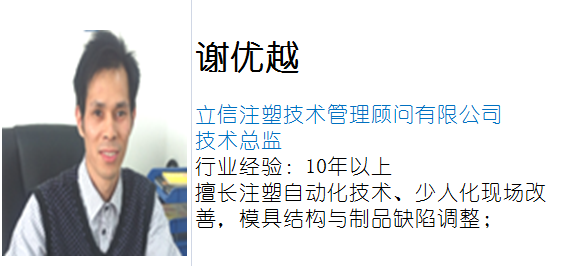 谢优越
立信注塑技术管理顾问有限公司
技术总监
行业经验：10年以上
擅长注塑自动化技术、少人化现场改
善，模具结构与制品缺陷调整；